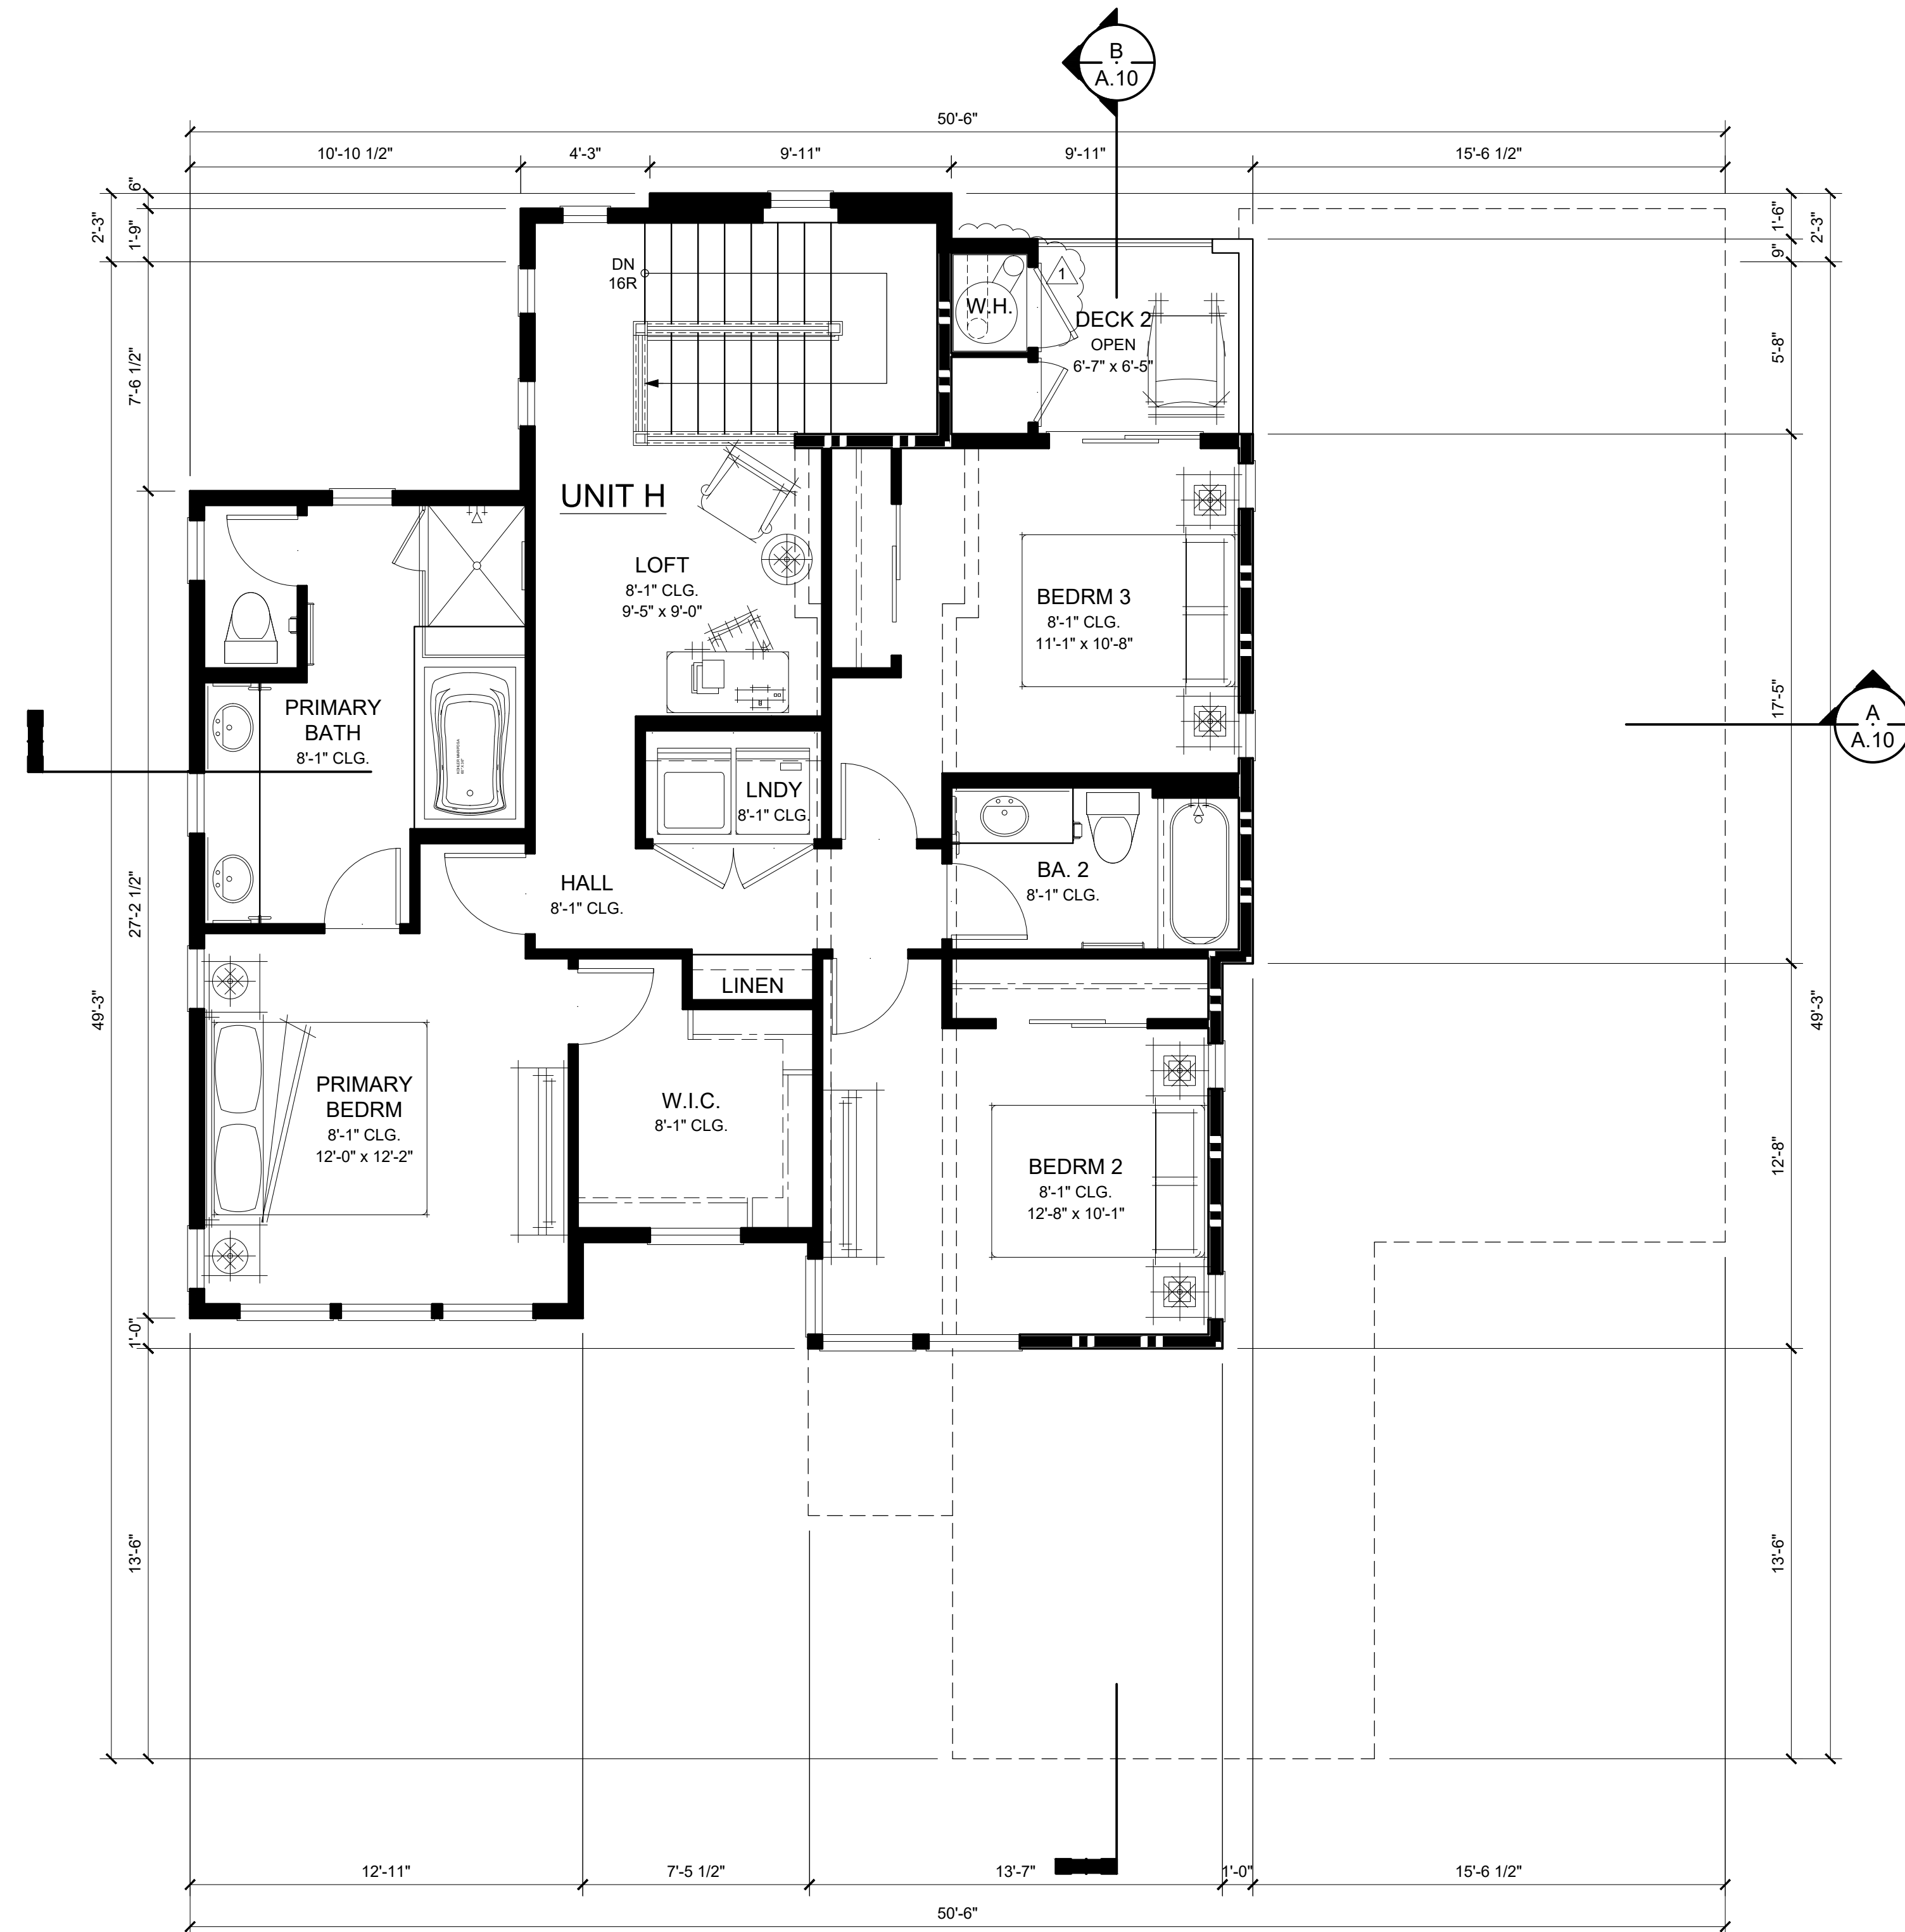 B
A.10
50'-6"
10'-10 1/2"
4'-3"
9'-11"
9'-11"
15'-6 1/2"
6"
2'-3"
1'-9"
1'-6"
2'-3"
9"
DN
16R
1
W.H.
DECK 2
OPEN
6'-7" x 6'-5"
7'-6 1/2"
5'-8"
UNIT H
LOFT
8'-1" CLG.
9'-5" x 9'-0"
BEDRM 3
8'-1" CLG.
11'-1" x 10'-8"
PRIMARY
BATH
8'-1" CLG.
17'-5"
A
A.10
LNDY
8'-1" CLG.
HALL
8'-1" CLG.
BA. 2
8'-1" CLG.
27'-2 1/2"
LINEN
49'-3"
49'-3"
PRIMARY
BEDRM
8'-1" CLG.
12'-0" x 12'-2"
W.I.C.
8'-1" CLG.
BEDRM 2
8'-1" CLG.
12'-8" x 10'-1"
12'-8"
1'-0"
13'-6"
13'-6"
12'-11"
7'-5 1/2"
13'-7"
1'-0"
15'-6 1/2"
50'-6"